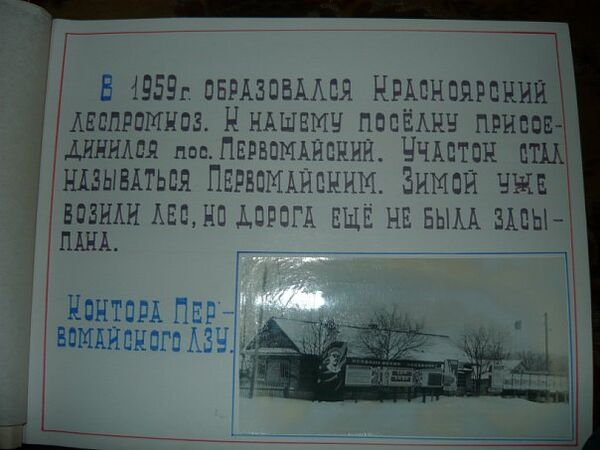 В 1959г. образовался Красноярский
леспромхоз. К нашему посёлку присое-
динился пос. Первомайский. Участок стал
называться Первомайским. Зимой уже
возили лес, но дорога ещё не была засы-
пана.
Контора Пер-
вомайского ЛЗУ.